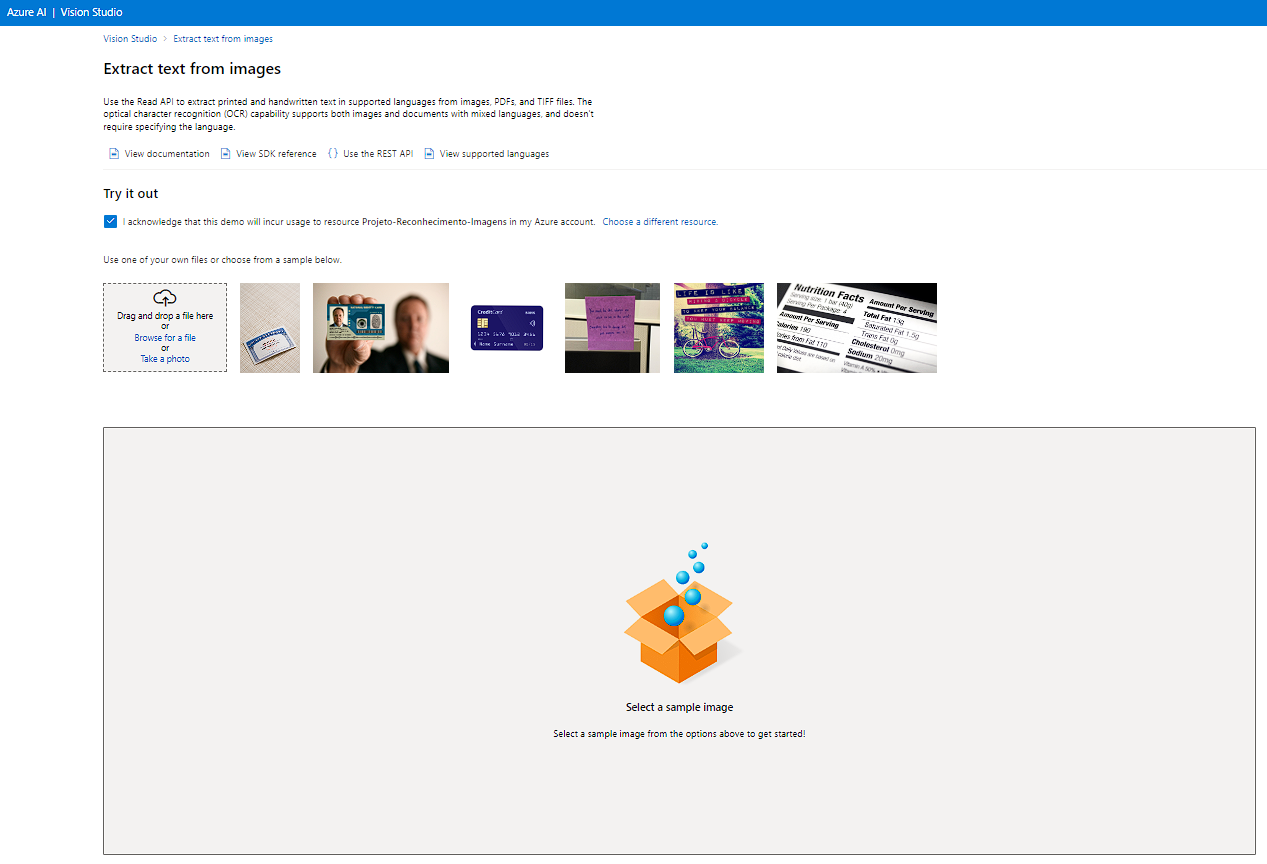 Azure AI | Vision Studio
Vision Studio > Extract text from images
Extract text from images
Use the Read API to extract printed and handwritten text in supported languages from images, PDFs, and TIFF files. The
optical character recognition (OCR) capability supports both images and documents with mixed languages, and doesn't
require specifying the language.
View documentation View SDK reference {} Use the REST API View supported languages
Try it out
I acknowledge that this demo will incur usage to resource Projeto-Reconhecimento-Imagens in my Azure account. Choose a different resource.
Use one of your own files or choose from a sample below.
Drag and drop a file here
or
Browse for a file
or
Take a photo
CreditCard
1234 5678 9012 3456
Name Surname
LIFE IS LIKE
RIDING A BICYCLE
TO KEEP YOUR BALANCE
YOU MUST KEEP MOVING
Nutrition Facts
Serving size: 1 bar (40g)
Serving Per Package: 4
Amount Per Serving
Calories 190
Calories from Fat 110
Amount Per Serving
Total Fat 13g
Saturated Fat 1.5g
Trans Fat 0g
Cholesterol 0mg
Sodium 20mg
Select a sample image
Select a sample image from the options above to get started!